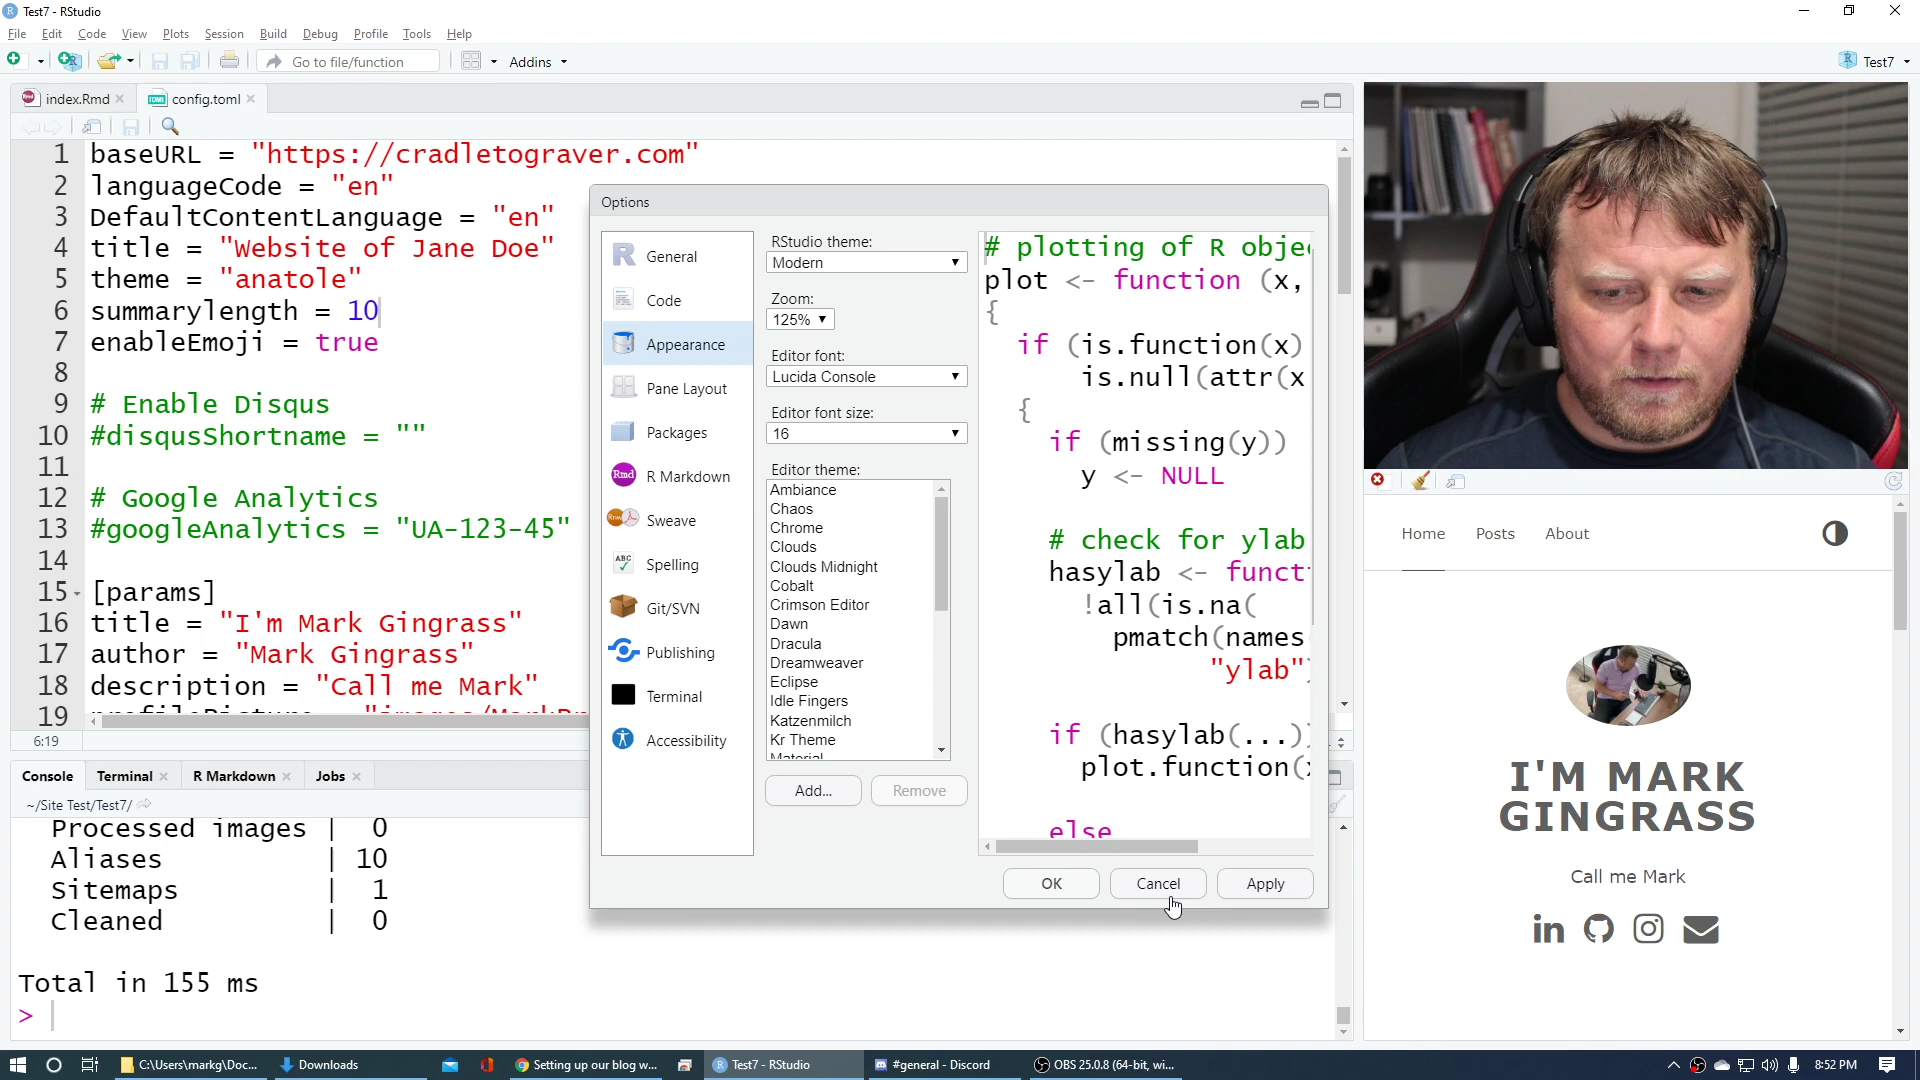 Test7 - RStudio
File Edit Code View Plots Session Build Debug Profile Tools Help
Go to file/function
Addins
Test7
index.Rmd
config.toml
1 baseURL = "https://cradletograver.com"
2 languageCode = "en"
3 DefaultContentLanguage = "en"
4 title = "Website of Jane Doe"
5 theme = "anatole"
6 summarylength = 10
7 enableEmoji = true
8
9 # Enable Disqus
10 #disqusShortname = ""
11
12 # Google Analytics
13 #googleAnalytics = "UA-123-45"
14
15 [params]
16 title = "I'm Mark Gingrass"
17 author = "Mark Gingrass"
18 description = "Call me Mark"
19
6:19
Options
General
Code
Appearance
Pane Layout
Packages
R Markdown
Sweave
Spelling
Git/SVN
Publishing
Terminal
Accessibility
RStudio theme:
Modern
Zoom:
125%
Editor font:
Lucida Console
Editor font size:
16
Editor theme:
Ambiance
Chaos
Chrome
Clouds
Clouds Midnight
Cobalt
Crimson Editor
Dawn
Dracula
Dreamweaver
Eclipse
Idle Fingers
Katzenmilch
Kr Theme
Material
Add... Remove
# plotting of R objec
plot <- function (x,
{
if (is.function(x)
is.null(attr(x
{
if (missing(y))
y <- NULL
# check for ylab
hasylab <- funct
!all(is.na(
pmatch(names
"ylab"
if (hasylab(...))
plot.function(
else
OK Cancel Apply
Console Terminal R Markdown Jobs
~/Site Test/Test7/
Processed images | 0
Aliases | 10
Sitemaps | 1
Cleaned | 0
Total in 155 ms
>
Home Posts About
I'M MARK
GINGRASS
Call me Mark
C:\Users\markg\Doc...
Downloads
Setting up our blog w...
Test7 - RStudio
#general - Discord
OBS 25.0.8 (64-bit, wi...
8:52 PM